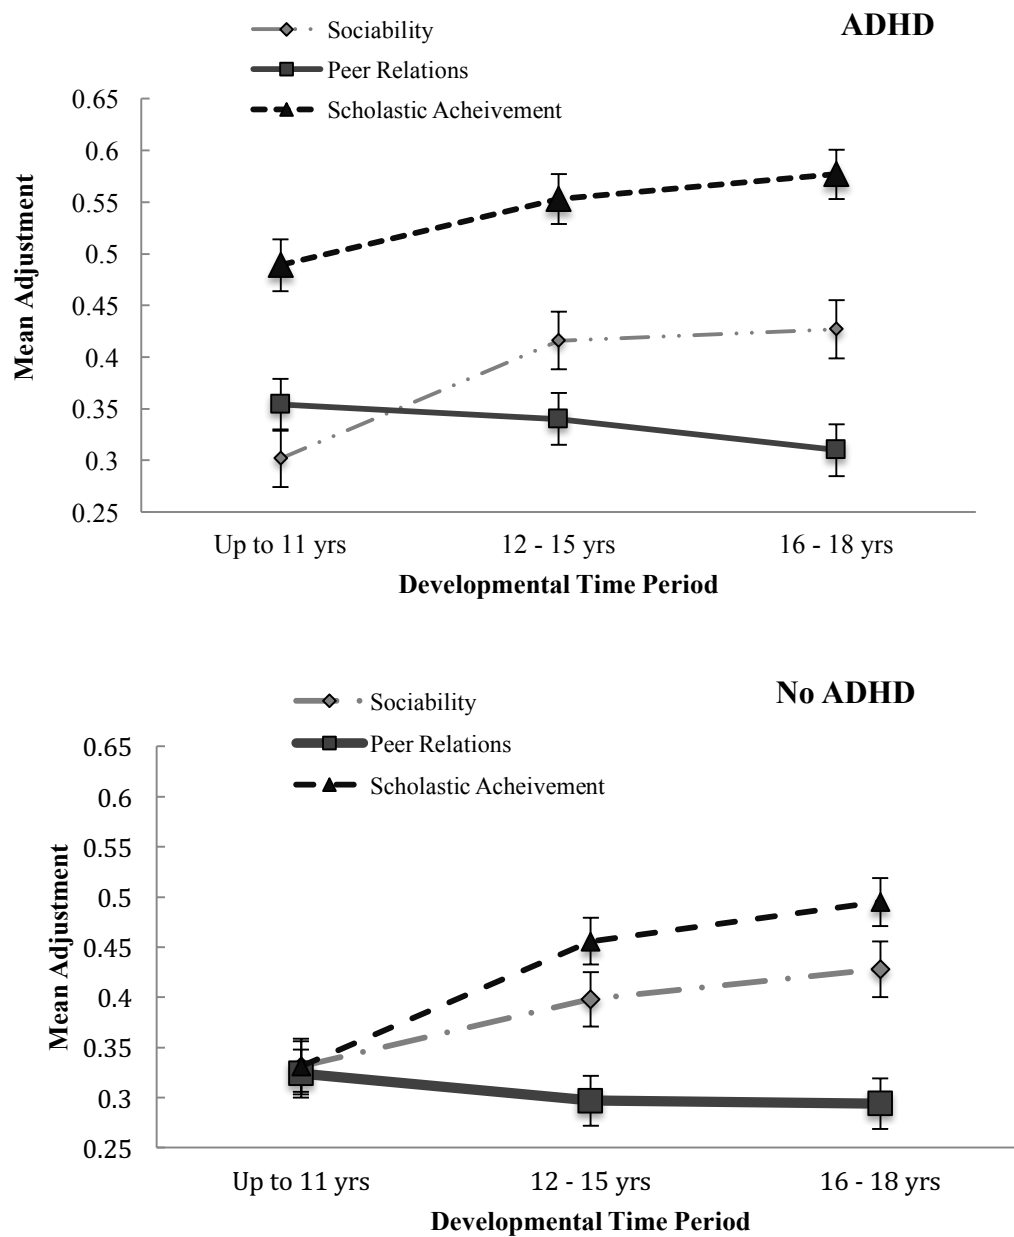 ADHD
Sociability
Peer Relations
Scholastic Acheivement
0.65
0.6
0.55
0.5
0.45
0.4
0.35
0.3
0.25
Mean Adjustment
Up to 11 yrs
12 - 15 yrs
16 - 18 yrs
Developmental Time Period
No ADHD
Sociability
Peer Relations
Scholastic Acheivement
0.65
0.6
0.55
0.5
0.45
0.4
0.35
0.3
0.25
Mean Adjustment
Up to 11 yrs
12 - 15 yrs
16 - 18 yrs
Developmental Time Period